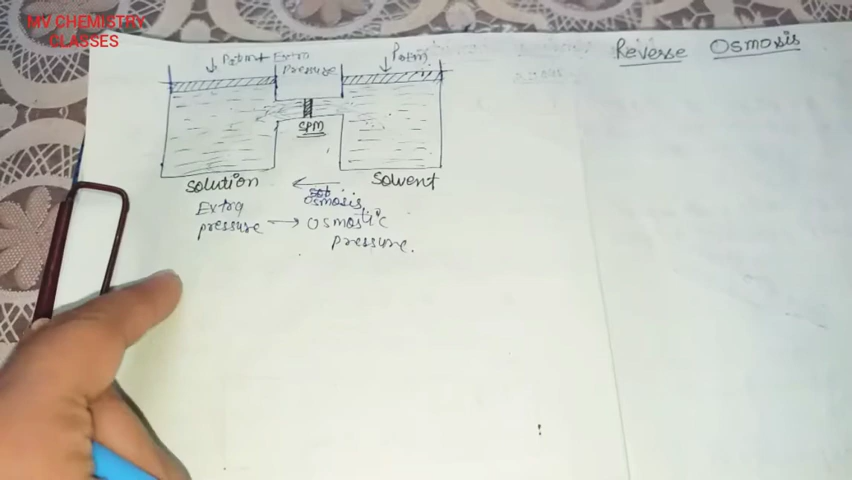 MV CHEMISTRY
CLASSES
Reverse Osmosis
Patm + Extra
pressure
Patm
SPM
Solution
Solvent
osmosis
Extra
pressure → Osmostic
pressure.